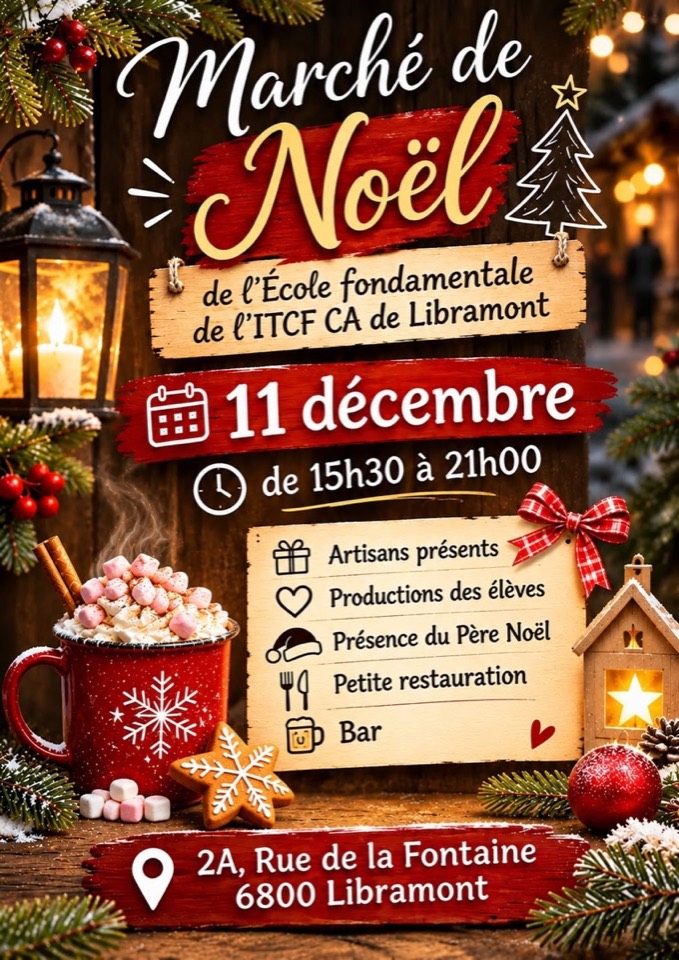 Marché de
Noël
de l'École fondamentale
de l'ITCF CA de Libramont
11 décembre
de 15h30 à 21h00
Artisans présents
Productions des élèves
Présence du Père Noël
Petite restauration
Bar
2A, Rue de la Fontaine
6800 Libramont